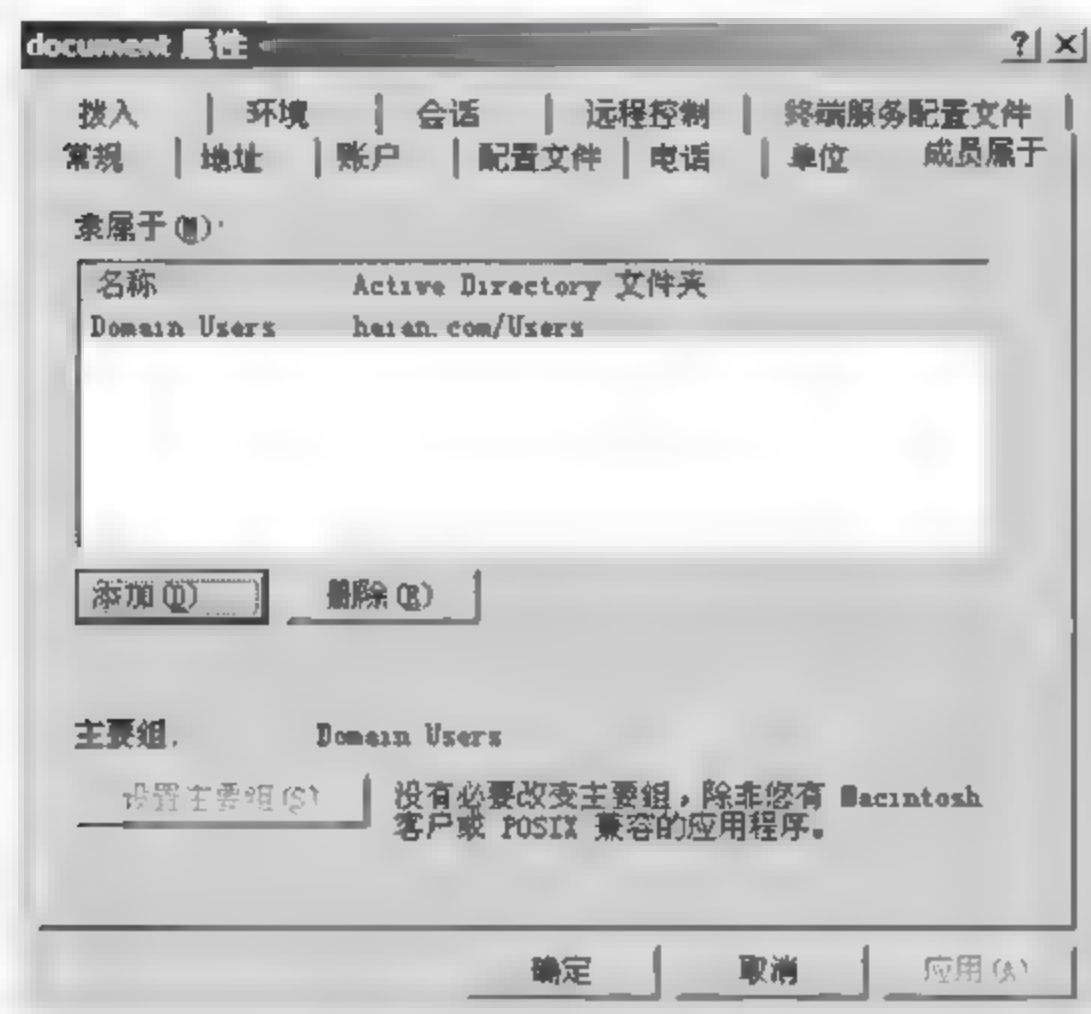 document 属性
拨入 环境 会话 远程控制 终端服务配置文件
常规 地址 账户 配置文件 电话 单位 成员属于
隶属于(M):
名称 Active Directory 文件夹
Domain Users haian.com/Users
添加(D) 删除(R)
主要组: Domain Users
设置主要组(S) 没有必要改变主要组,除非您有 Macintosh
客户或 POSIX 兼容的应用程序。
确定 取消 应用(A)